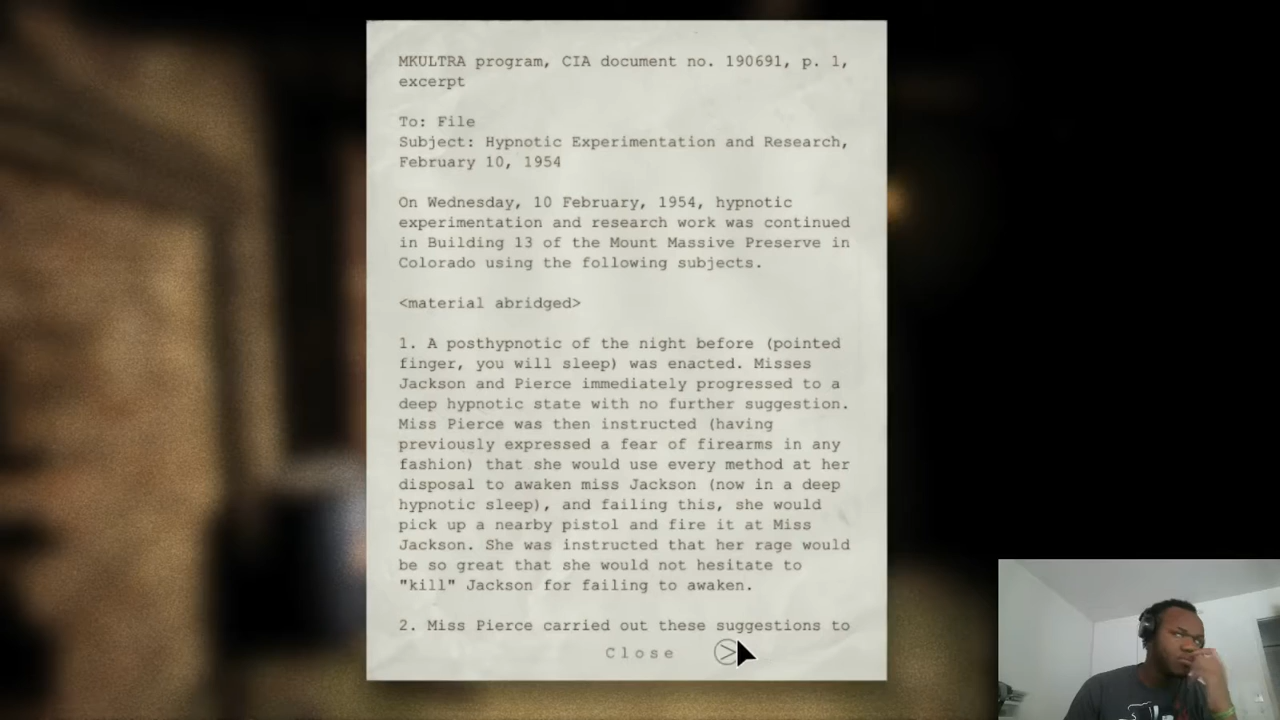 MKULTRA program, CIA document no. 190691, p. 1,
excerpt
To: File
Subject: Hypnotic Experimentation and Research,
February 10, 1954
On Wednesday, 10 February, 1954, hypnotic
experimentation and research work was continued
in Building 13 of the Mount Massive Preserve in
Colorado using the following subjects.
<material abridged>
1. A posthypnotic of the night before (pointed
finger, you will sleep) was enacted. Misses
Jackson and Pierce immediately progressed to a
deep hypnotic state with no further suggestion.
Miss Pierce was then instructed (having
previously expressed a fear of firearms in any
fashion) that she would use every method at her
disposal to awaken miss Jackson (now in a deep
hypnotic sleep), and failing this, she would
pick up a nearby pistol and fire it at Miss
Jackson. She was instructed that her rage would
be so great that she would not hesitate to
"kill" Jackson for failing to awaken.
2. Miss Pierce carried out these suggestions to
Close >